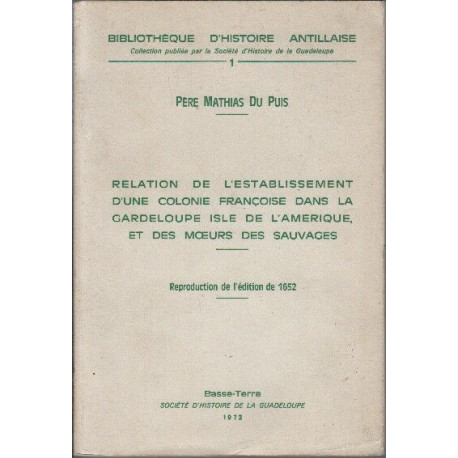 BIBLIOTHÈQUE D'HISTOIRE ANTILLAISE
Collection publiée par la Société d'Histoire de la Guadeloupe
1
PÈRE MATHIAS DU PUIS
RELATION DE L'ESTABLISSEMENT
D'UNE COLONIE FRANÇOISE DANS LA
GARDELOUPE ISLE DE L'AMERIQUE,
ET DES MŒURS DES SAUVAGES
Reproduction de l'édition de 1652
Basse-Terre
SOCIÉTÉ D'HISTOIRE DE LA GUADELOUPE
1972